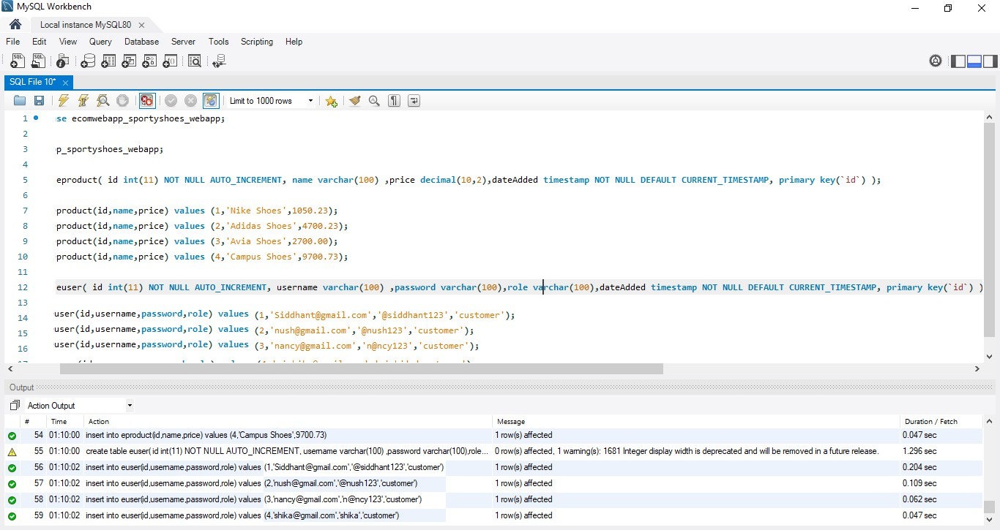 MySQL Workbench
Local instance MySQL80
File Edit View Query Database Server Tools Scripting Help
SQL File 10*
Limit to 1000 rows
1 se ecomwebapp_sportyshoes_webapp;
2
3 p_sportyshoes_webapp;
4
5 eproduct( id int(11) NOT NULL AUTO_INCREMENT, name varchar(100) ,price decimal(10,2),dateAdded timestamp NOT NULL DEFAULT CURRENT_TIMESTAMP, primary key(`id`) );
6
7 product(id,name,price) values (1,'Nike Shoes',1050.23);
8 product(id,name,price) values (2,'Adidas Shoes',4700.23);
9 product(id,name,price) values (3,'Avia Shoes',2700.00);
10 product(id,name,price) values (4,'Campus Shoes',9700.73);
11
12 euser( id int(11) NOT NULL AUTO_INCREMENT, username varchar(100) ,password varchar(100),role varchar(100),dateAdded timestamp NOT NULL DEFAULT CURRENT_TIMESTAMP, primary key(`id`) )
13
14 user(id,username,password,role) values (1,'Siddhant@gmail.com','@siddhant123','customer');
15 user(id,username,password,role) values (2,'nush@gmail.com','@nush123','customer');
16 user(id,username,password,role) values (3,'nancy@gmail.com','n@ncy123','customer');
Output
Action Output
# Time Action Message Duration / Fetch
54 01:10:00 insert into eproduct(id,name,price) values (4,'Campus Shoes',9700.73) 1 row(s) affected 0.047 sec
55 01:10:00 create table euser( id int(11) NOT NULL AUTO_INCREMENT, username varchar(100) ,password varchar(100),role... 0 row(s) affected, 1 warning(s): 1681 Integer display width is deprecated and will be removed in a future release. 1.296 sec
56 01:10:02 insert into euser(id,username,password,role) values (1,'Siddhant@gmail.com','@siddhant123','customer') 1 row(s) affected 0.204 sec
57 01:10:02 insert into euser(id,username,password,role) values (2,'nush@gmail.com','@nush123','customer') 1 row(s) affected 0.109 sec
58 01:10:02 insert into euser(id,username,password,role) values (3,'nancy@gmail.com','n@ncy123','customer') 1 row(s) affected 0.062 sec
59 01:10:02 insert into euser(id,username,password,role) values (4,'shika@gmail.com','shika','customer') 1 row(s) affected 0.047 sec